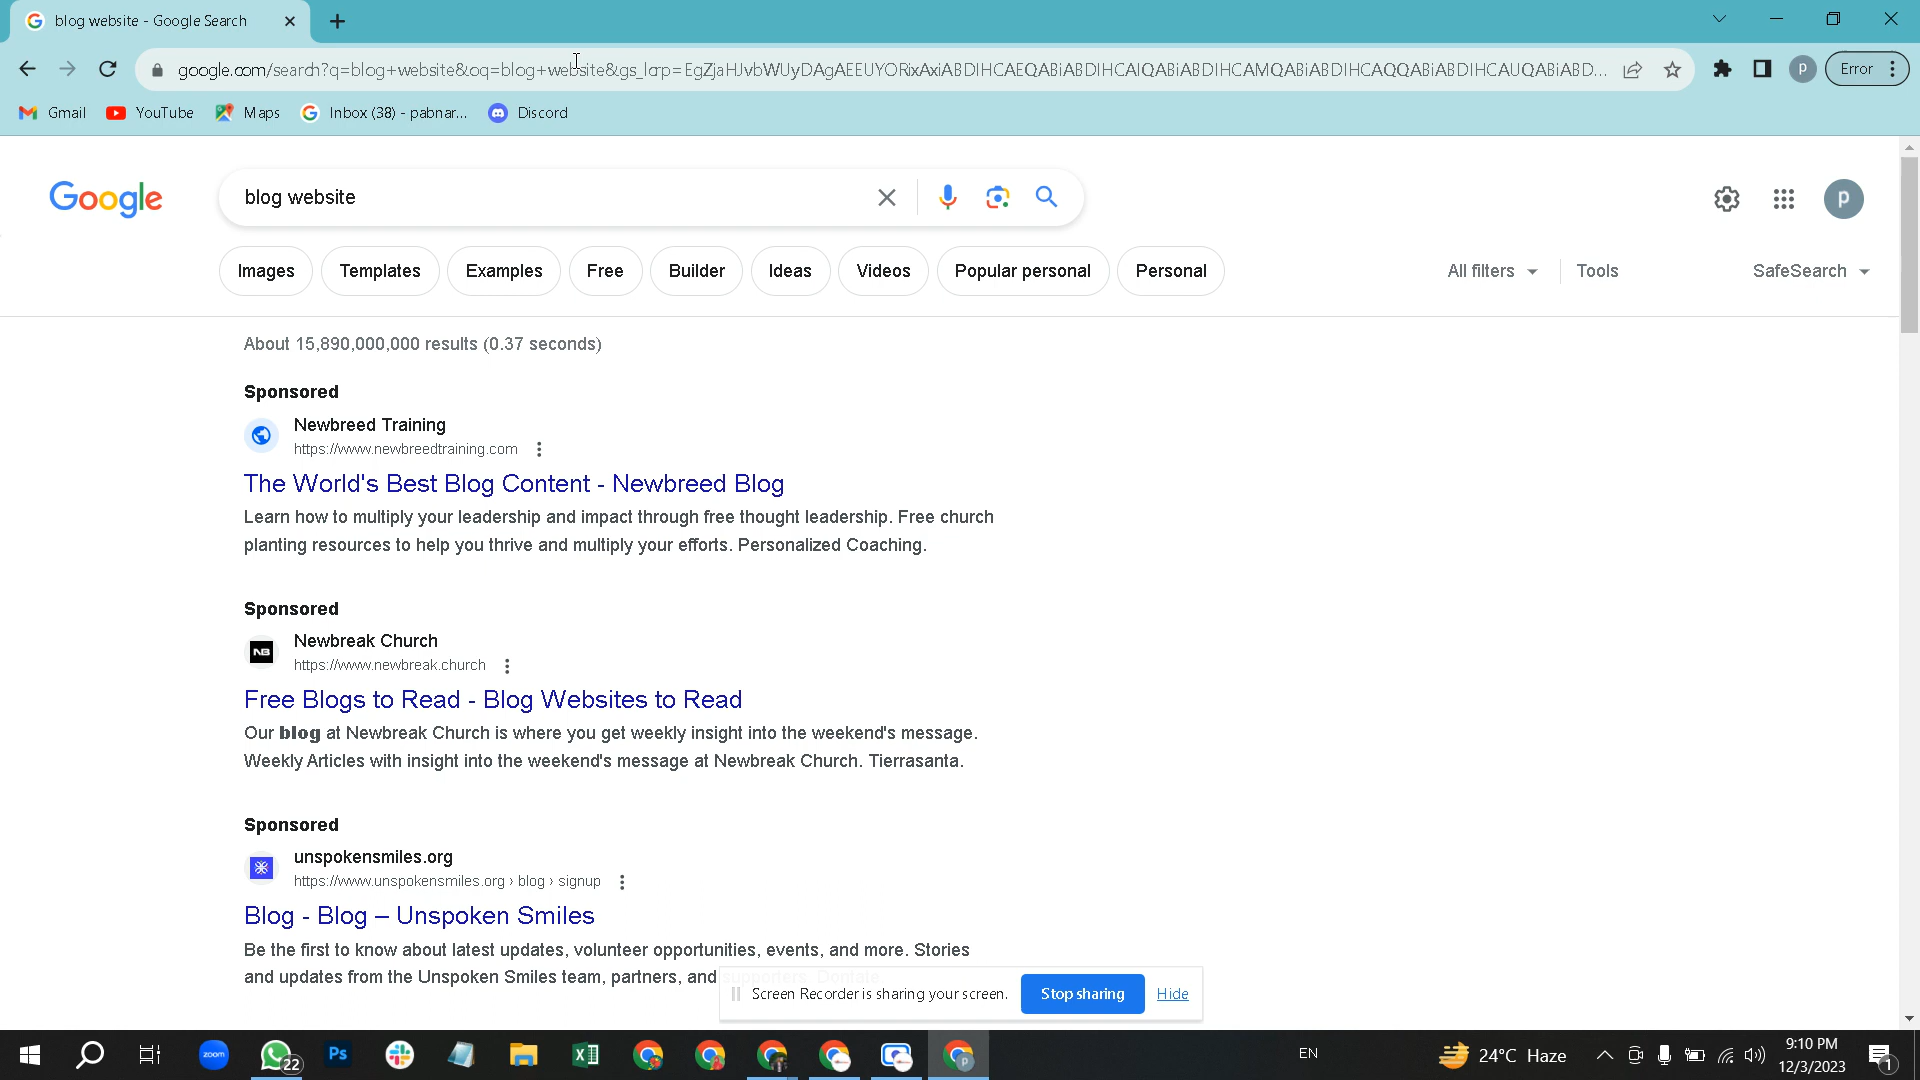 blog website - Google Search
google.com/search?q=blog+website&oq=blog+website&gs_lcrp=EgZjaHJvbWUyDAgAEEUYORixAxiABDIHCAEQABiABDIHCAIQABiABDIHCAMQABiABDIHCAQQABiABDIHCAUQABiABD...
P
Error
Gmail
YouTube
Maps
Inbox (38) - pabnar...
Discord
Google
blog website
p
Images
Templates
Examples
Free
Builder
Ideas
Videos
Popular personal
Personal
All filters
Tools
SafeSearch
About 15,890,000,000 results (0.37 seconds)
Sponsored
Newbreed Training
https://www.newbreedtraining.com
The World's Best Blog Content - Newbreed Blog
Learn how to multiply your leadership and impact through free thought leadership. Free church
planting resources to help you thrive and multiply your efforts. Personalized Coaching.
Sponsored
NB
Newbreak Church
https://www.newbreak.church
Free Blogs to Read - Blog Websites to Read
Our blog at Newbreak Church is where you get weekly insight into the weekend's message.
Weekly Articles with insight into the weekend's message at Newbreak Church. Tierrasanta.
Sponsored
unspokensmiles.org
https://www.unspokensmiles.org › blog › signup
Blog - Blog – Unspoken Smiles
Be the first to know about latest updates, volunteer opportunities, events, and more. Stories
and updates from the Unspoken Smiles team, partners, and supporters. Dontate
Screen Recorder is sharing your screen.
Stop sharing
Hide
zoom
22
Ps
P
EN
24°C Haze
9:10 PM
12/3/2023
1